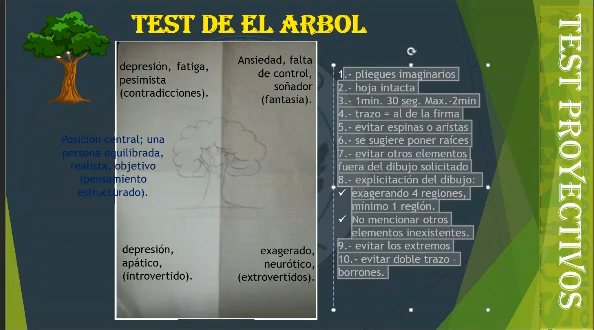 TEST DE EL ARBOL
depresión, fatiga,
pesimista
(contradicciones).
Ansiedad, falta
de control,
soñador
(fantasia).
Posicion central; una
persona equilibrada,
realista, objetivo
(pensamiento
estructurado).
depresión,
apático,
(introvertido).
exagerado,
neurótico,
(extrovertidos).
1.- pliegues imaginarios
2.- hoja intacta
3.- 1min. 30 seg. Max.-2min
4.- trazo = al de la firma
5.- evitar espinas o aristas
6.- se sugiere poner raíces
7.- evitar otros elementos
fuera del dibujo solicitado
8.- explicitación del dibujo:
✓ exagerando 4 regiones,
mínimo 1 región.
✓ No mencionar otros
elementos inexistentes.
9.- evitar los extremos
10.- evitar doble trazo –
borrones.
TEST PROYECTIVOS